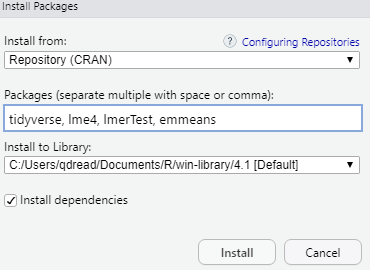 Install Packages
Install from:
? Configuring Repositories
Repository (CRAN)
Packages (separate multiple with space or comma):
tidyverse, lme4, lmerTest, emmeans
Install to Library:
C:/Users/qdread/Documents/R/win-library/4.1 [Default]
Install dependencies
Install
Cancel